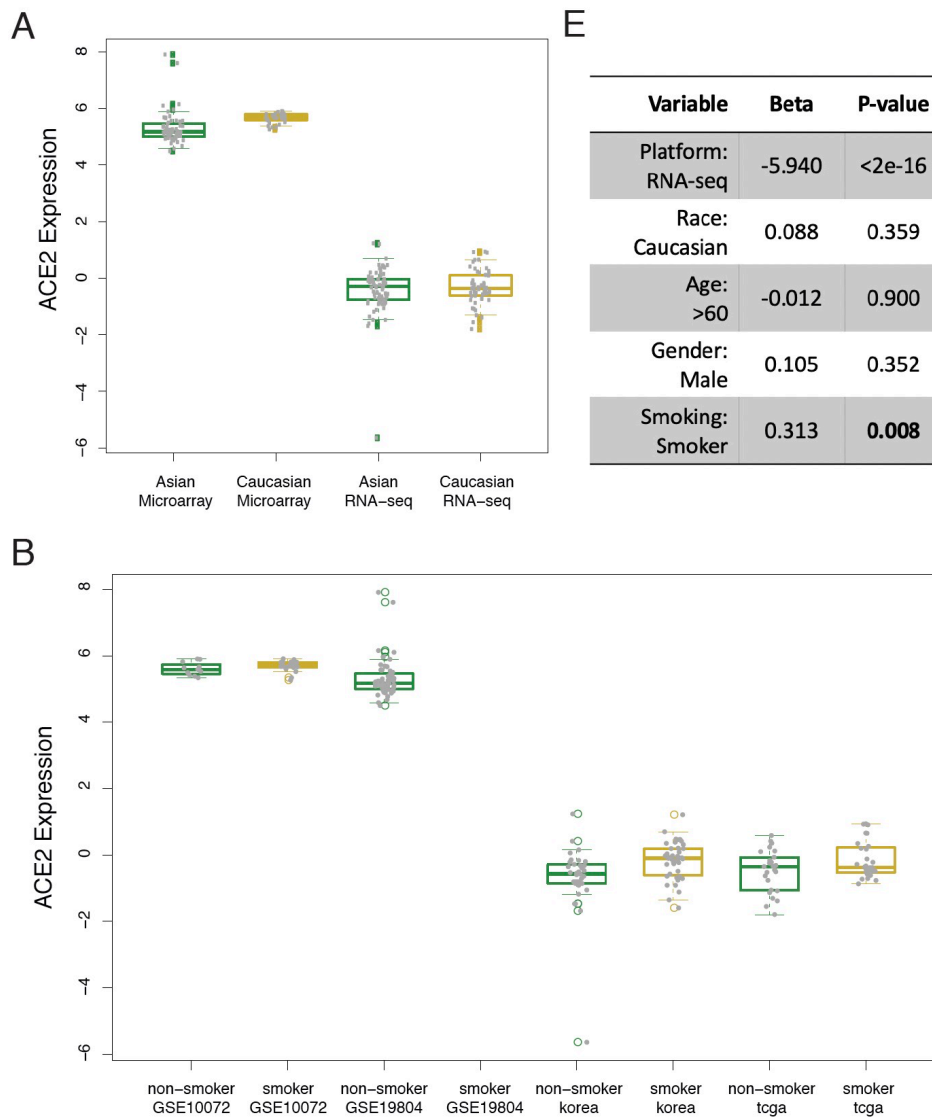 A
ACE2 Expression
8
6
4
2
0
−2
−4
−6
Asian
Microarray
Caucasian
Microarray
Asian
RNA−seq
Caucasian
RNA−seq
E
Variable Beta P-value
Platform:
RNA-seq
-5.940 <2e-16
Race:
Caucasian
0.088 0.359
Age:
>60
-0.012 0.900
Gender:
Male
0.105 0.352
Smoking:
Smoker
0.313 0.008
B
ACE2 Expression
8
6
4
2
0
−2
−4
−6
non−smoker
GSE10072
smoker
GSE10072
non−smoker
GSE19804
smoker
GSE19804
non−smoker
korea
smoker
korea
non−smoker
tcga
smoker
tcga